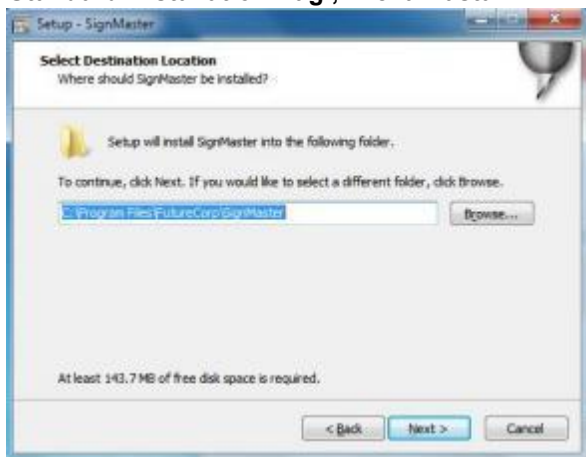 Setup - SignMaster
Select Destination Location
Where should SignMaster be installed?
Setup will install SignMaster into the following folder.
To continue, click Next. If you would like to select a different folder, click Browse.
C:\Program Files\FutureCorp\SignMaster
Browse...
At least 143.7 MB of free disk space is required.
< Back
Next >
Cancel